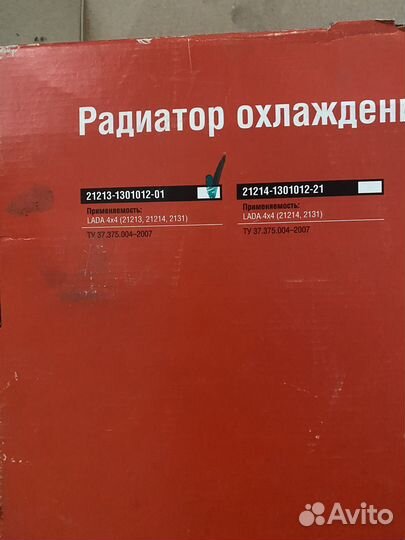 Радиатор охлаждени
21213-1301012-01
Применяемость:
LADA 4x4 (21213, 21214, 2131)
ТУ 37.375.004–2007
21214-1301012-21
Применяемость:
LADA 4x4 (21214, 2131)
ТУ 37.375.004–2007
Avito